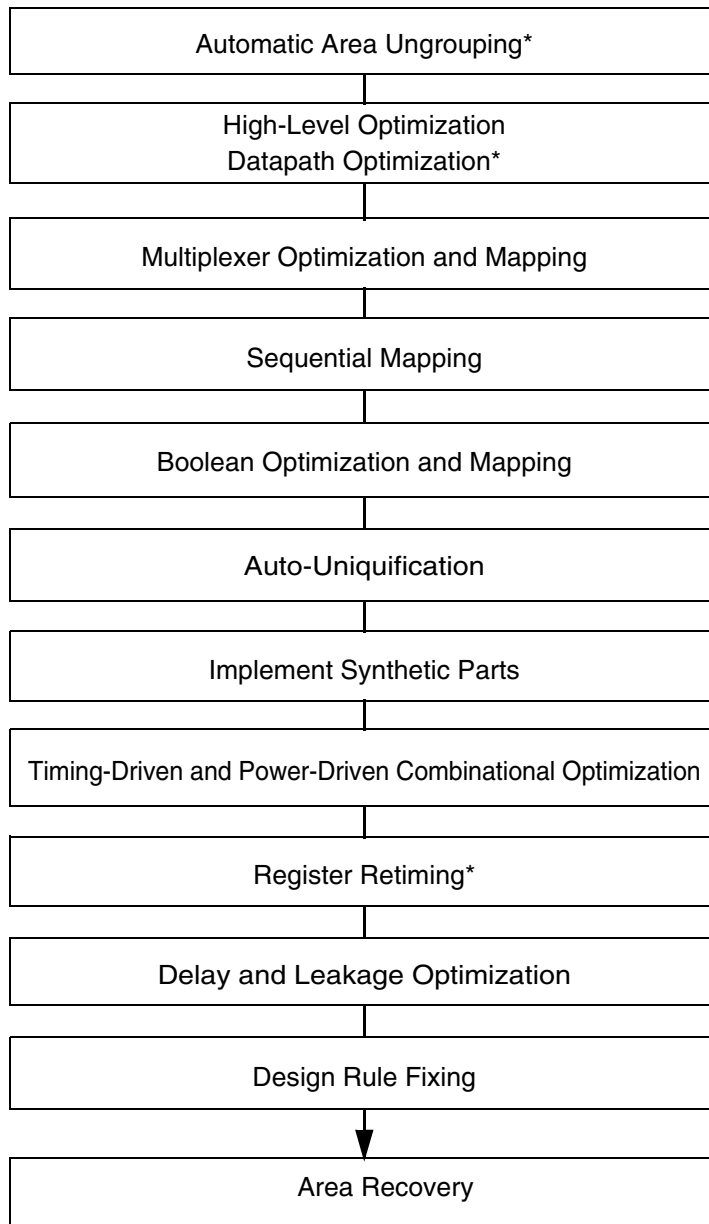 Automatic Area Ungrouping*
High-Level Optimization
Datapath Optimization*
Multiplexer Optimization and Mapping
Sequential Mapping
Boolean Optimization and Mapping
Auto-Uniquification
Implement Synthetic Parts
Timing-Driven and Power-Driven Combinational Optimization
Register Retiming*
Delay and Leakage Optimization
Design Rule Fixing
Area Recovery